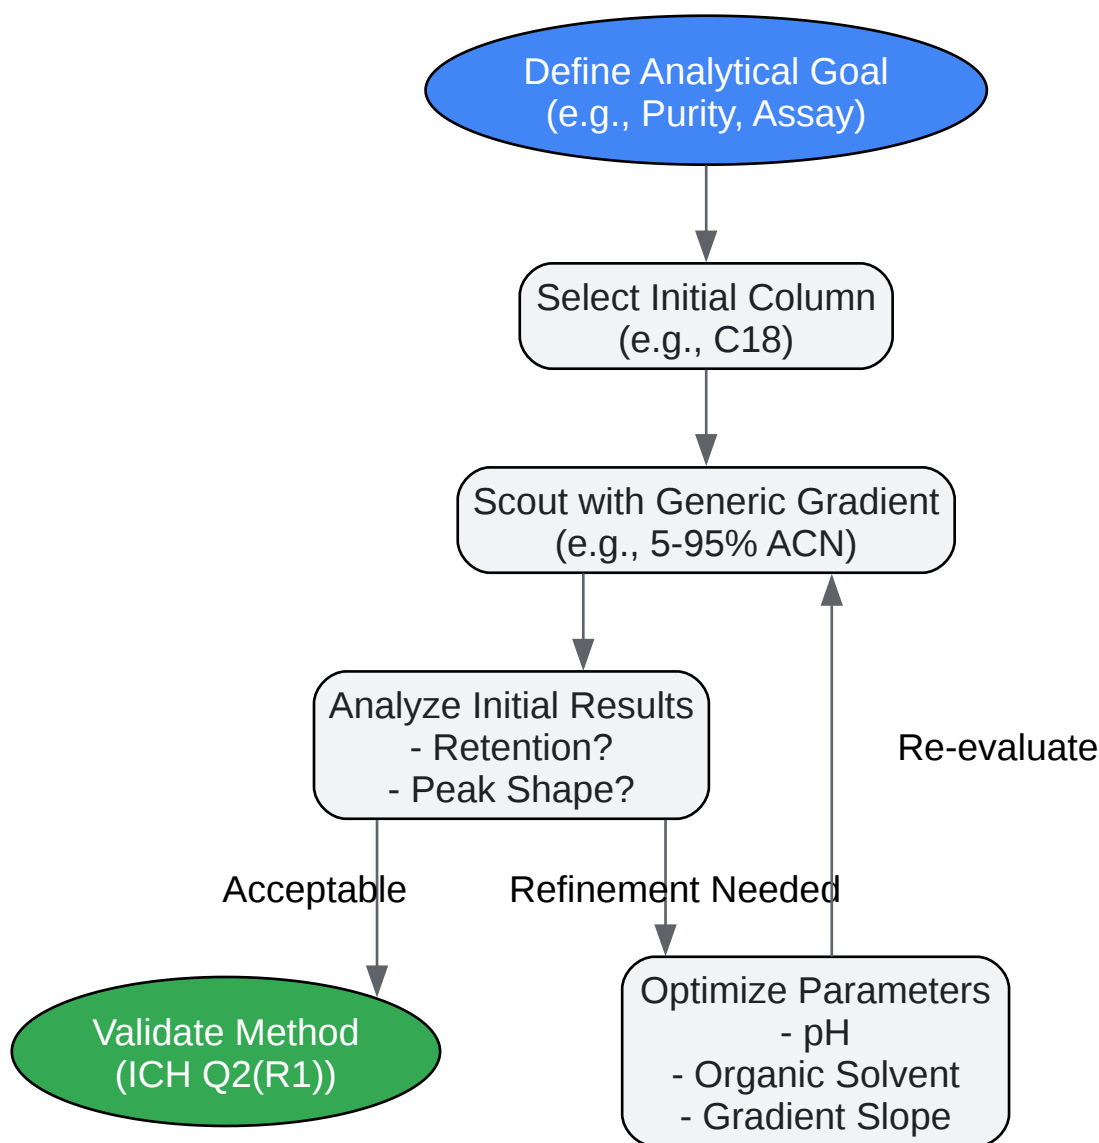 Define Analytical Goal
(e.g., Purity, Assay)
Select Initial Column
(e.g., C18)
Scout with Generic Gradient
(e.g., 5-95% ACN)
Analyze Initial Results
- Retention?
- Peak Shape?
Re-evaluate
Acceptable
Refinement Needed
Validate Method
(ICH Q2(R1))
Optimize Parameters
- pH
- Organic Solvent
- Gradient Slope